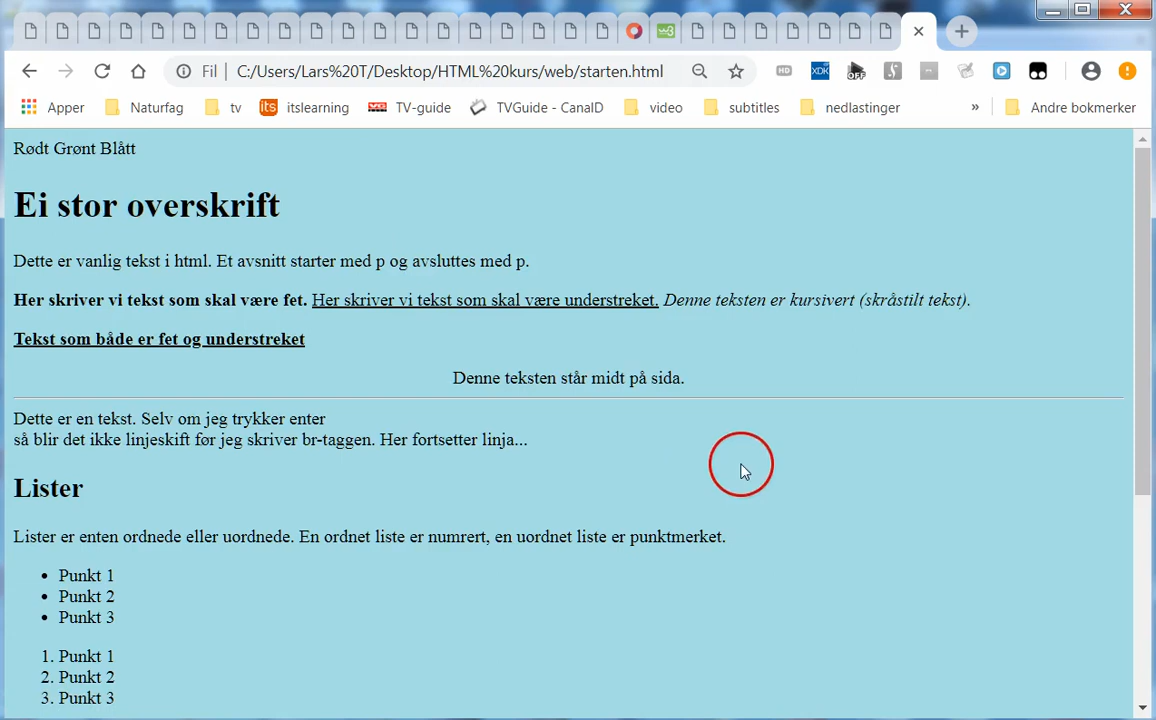 Fil C:/Users/Lars%20T/Desktop/HTML%20kurs/web/starten.html HD XDK OFF
Apper Naturfag tv its itslearning TV-guide TVGuide - CanalD video subtitles nedlastinger » Andre bokmerker
Rødt Grønt Blått
Ei stor overskrift
Dette er vanlig tekst i html. Et avsnitt starter med p og avsluttes med p.
Her skriver vi tekst som skal være fet. Her skriver vi tekst som skal være understreket. Denne teksten er kursivert (skråstilt tekst).
Tekst som både er fet og understreket
Denne teksten står midt på sida.
Dette er en tekst. Selv om jeg trykker enter
så blir det ikke linjeskift før jeg skriver br-taggen. Her fortsetter linja...
Lister
Lister er enten ordnede eller uordnede. En ordnet liste er numrert, en uordnet liste er punktmerket.
• Punkt 1
• Punkt 2
• Punkt 3
1. Punkt 1
2. Punkt 2
3. Punkt 3